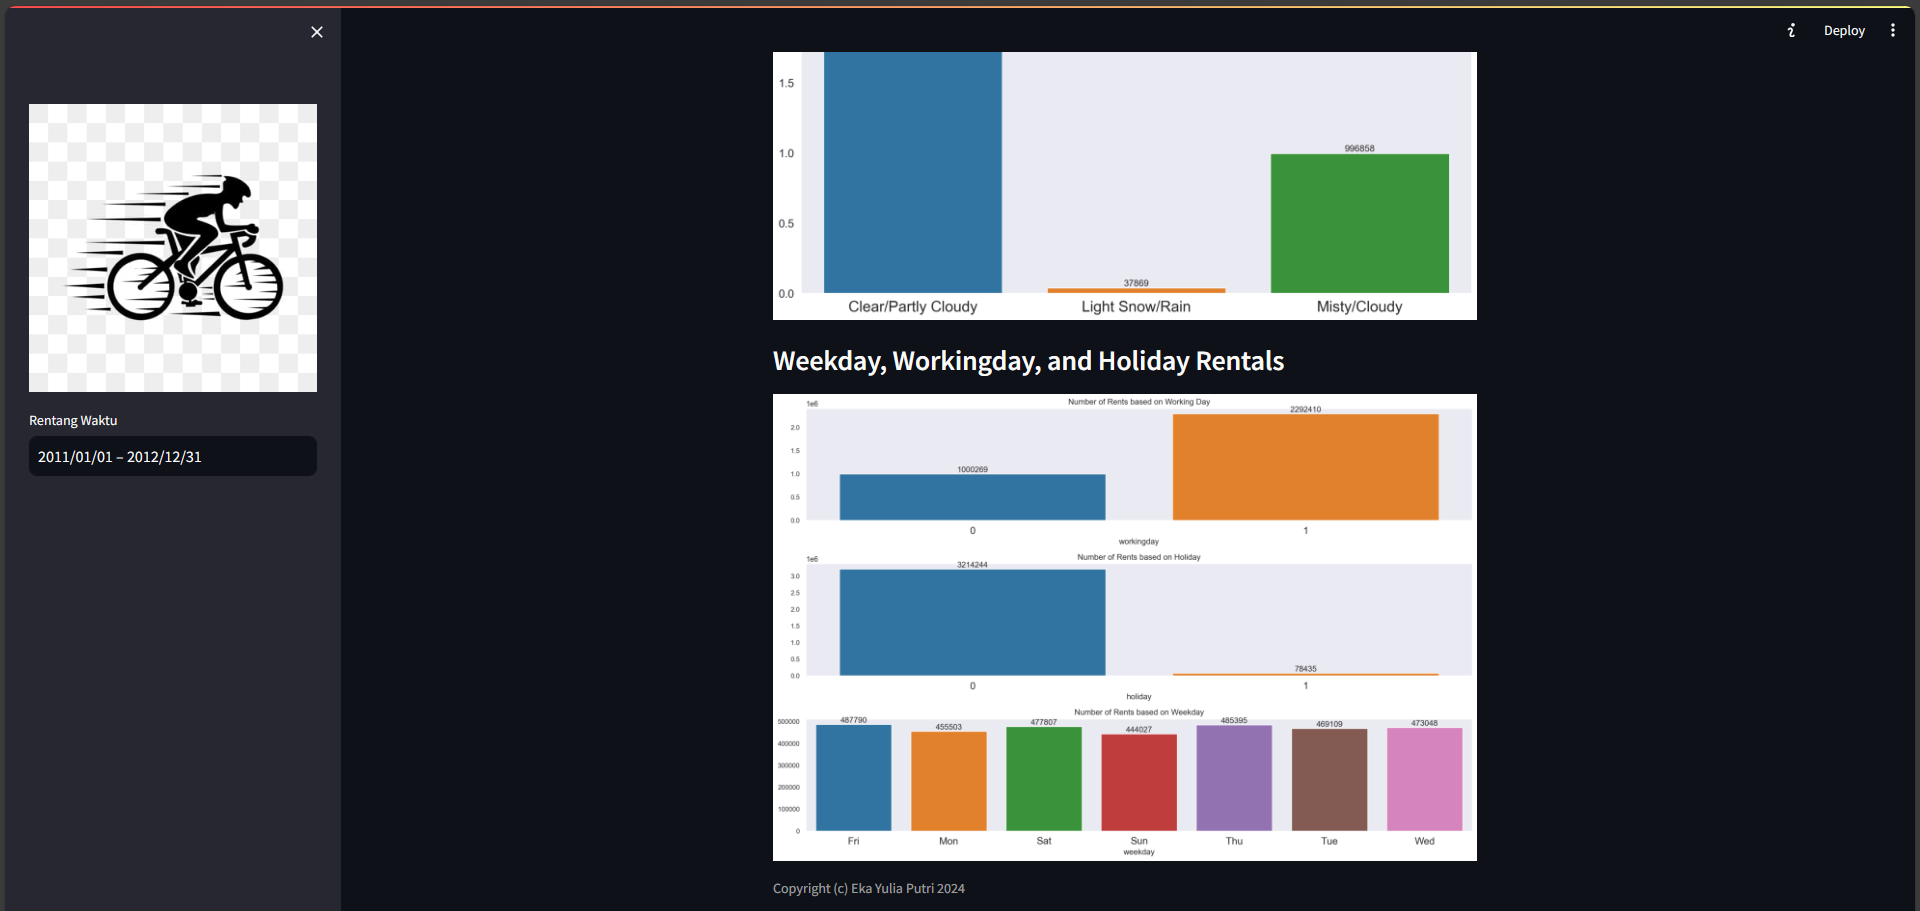 Deploy
Rentang Waktu
2011/01/01 – 2012/12/31
1.5
1.0
0.5
0.0
996858
37869
Clear/Partly Cloudy Light Snow/Rain Misty/Cloudy
Weekday, Workingday, and Holiday Rentals
Number of Rents based on Working Day
1e6
2292410
2.0
1.5
1.0
0.5
0.0
1000269
0 1
workingday
Number of Rents based on Holiday
1e6
3214244
3.0
2.5
2.0
1.5
1.0
0.5
0.0
78435
0 1
holiday
Number of Rents based on Weekday
500000
400000
300000
200000
100000
0
487790 455503 477807 444027 485395 469109 473048
Fri Mon Sat Sun Thu Tue Wed
weekday
Copyright (c) Eka Yulia Putri 2024